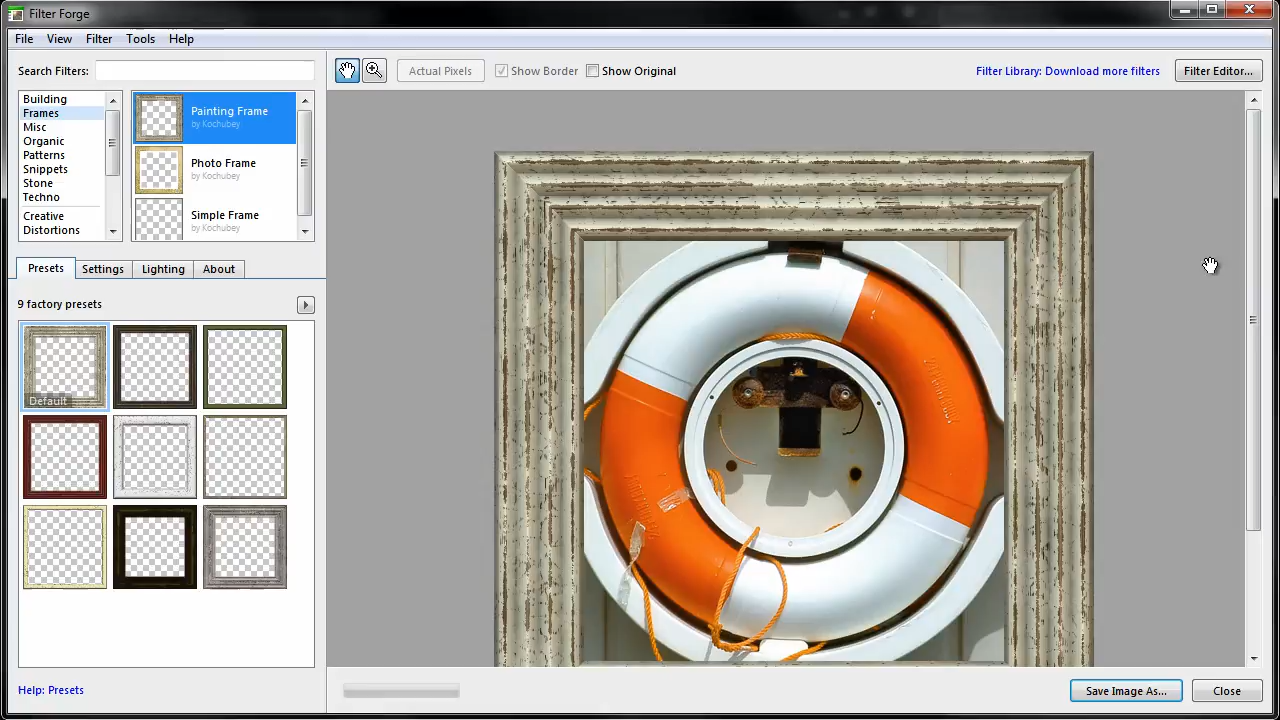 Filter Forge
File View Filter Tools Help
Search Filters:
Actual Pixels Show Border Show Original Filter Library: Download more filters Filter Editor...
Building
Frames
Misc
Organic
Patterns
Snippets
Stone
Techno
Creative
Distortions
Painting Frame
by Kochubey
Photo Frame
by Kochubey
Simple Frame
by Kochubey
Presets Settings Lighting About
9 factory presets
Default
Help: Presets
Save Image As... Close